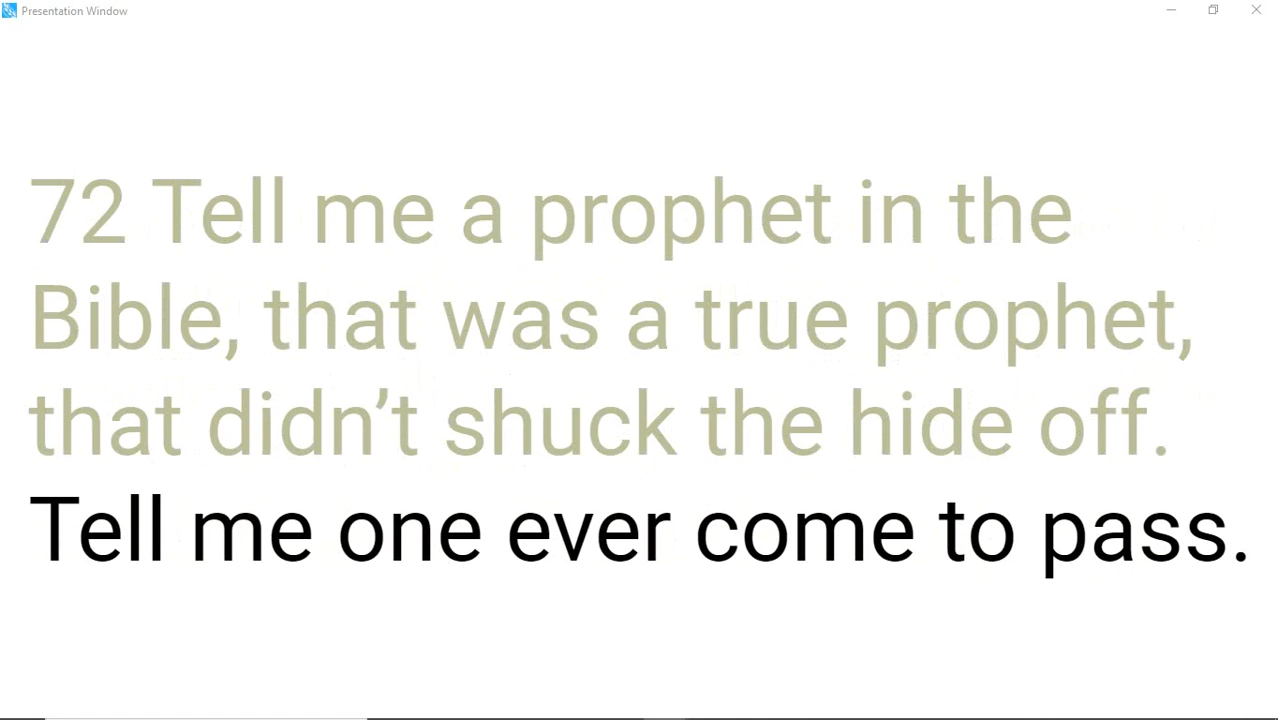 Presentation Window
72 Tell me a prophet in the
Bible, that was a true prophet,
that didn’t shuck the hide off.
Tell me one ever come to pass.